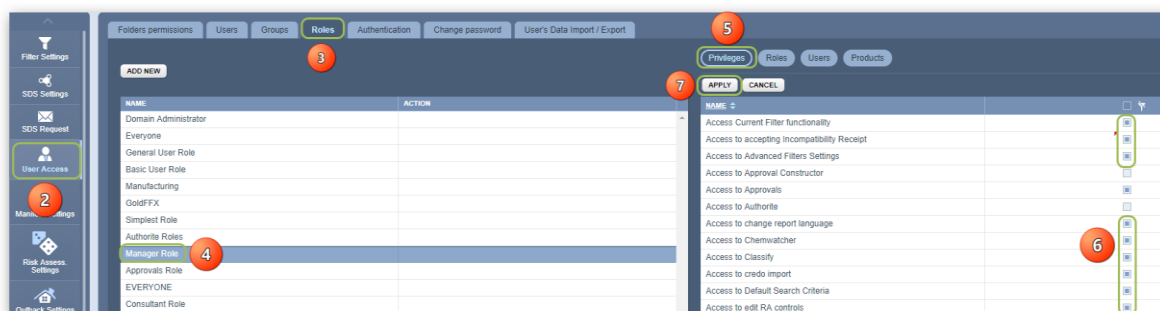 Filter Settings
SDS Settings
SDS Request
User Access
2
Risk Assess.
Settings
Outback Settings
Folders permissions Users Groups Roles Authentication Change password User's Data Import / Export
3
ADD NEW
NAME ACTION
Domain Administrator
Everyone
General User Role
Basic User Role
Manufacturing
GoldFFX
Simplest Role
Authorite Roles
Manager Role 4
Approvals Role
EVERYONE
Consultant Role
5
Privileges Roles Users Products
7 APPLY CANCEL
NAME
Access Current Filter functionality
Access to accepting Incompatibility Receipt
Access to Advanced Filters Settings
Access to Approval Constructor
Access to Approvals
Access to Authorite
Access to change report language
Access to Chemwatcher
6
Access to Classify
Access to credo import
Access to Default Search Criteria
Access to edit RA controls